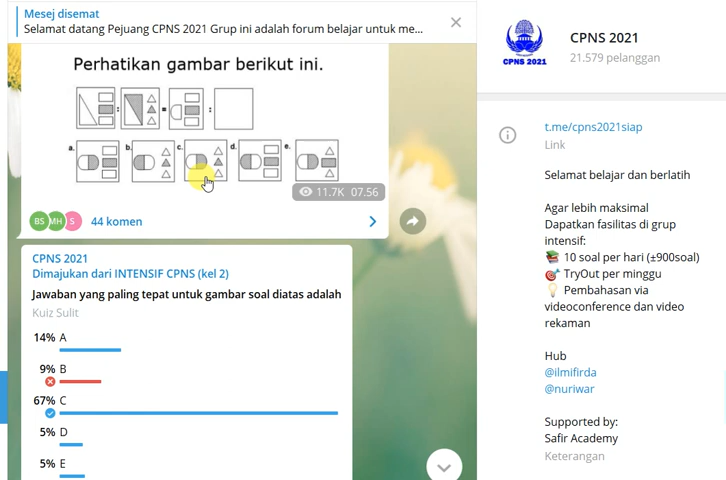 Mesej disemat
Selamat datang Pejuang CPNS 2021 Grup ini adalah forum belajar untuk me...
Perhatikan gambar berikut ini.
a.
b.
c.
d.
e.
11.7K 07.56
BS MH S 44 komen
CPNS 2021
Dimajukan dari INTENSIF CPNS (kel 2)
Jawaban yang paling tepat untuk gambar soal diatas adalah
Kuiz Sulit
14% A
9% B
67% C
5% D
5% E
CPNS 2021
CPNS 2021
21.579 pelanggan
t.me/cpns2021siap
Link
Selamat belajar dan berlatih
Agar lebih maksimal
Dapatkan fasilitas di grup
intensif:
10 soal per hari (±900soal)
TryOut per minggu
Pembahasan via
videoconference dan video
rekaman
Hub
@ilmifirda
@nuriwar
Supported by:
Safir Academy
Keterangan